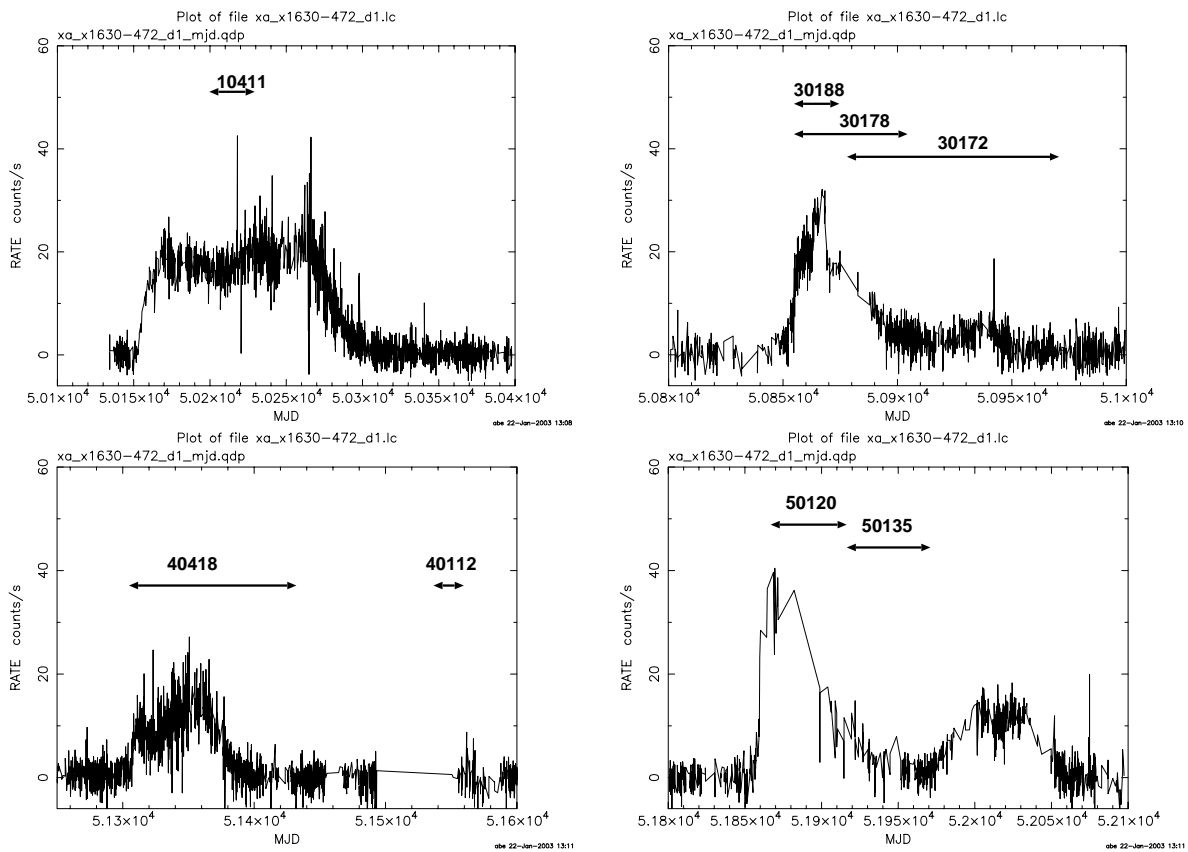 Plot of file xa_x1630-472_d1.lc
xa_x1630-472_d1_mjd.qdp
10411
RATE counts/s
0 20 40 60
5.01×10⁴ 5.015×10⁴ 5.02×10⁴ 5.025×10⁴ 5.03×10⁴ 5.035×10⁴ 5.04×10⁴
MJD
abe 22-Jan-2003 13:08
Plot of file xa_x1630-472_d1.lc
xa_x1630-472_d1_mjd.qdp
30188
30178
30172
RATE counts/s
0 20 40 60
5.08×10⁴ 5.085×10⁴ 5.09×10⁴ 5.095×10⁴ 5.1×10⁴
MJD
abe 22-Jan-2003 13:10
Plot of file xa_x1630-472_d1.lc
xa_x1630-472_d1_mjd.qdp
40418
40112
RATE counts/s
0 20 40 60
5.13×10⁴ 5.14×10⁴ 5.15×10⁴ 5.16×10⁴
MJD
abe 22-Jan-2003 13:11
Plot of file xa_x1630-472_d1.lc
xa_x1630-472_d1_mjd.qdp
50120
50135
RATE counts/s
0 20 40 60
5.18×10⁴ 5.185×10⁴ 5.19×10⁴ 5.195×10⁴ 5.2×10⁴ 5.205×10⁴ 5.21×10⁴
MJD
abe 22-Jan-2003 13:11